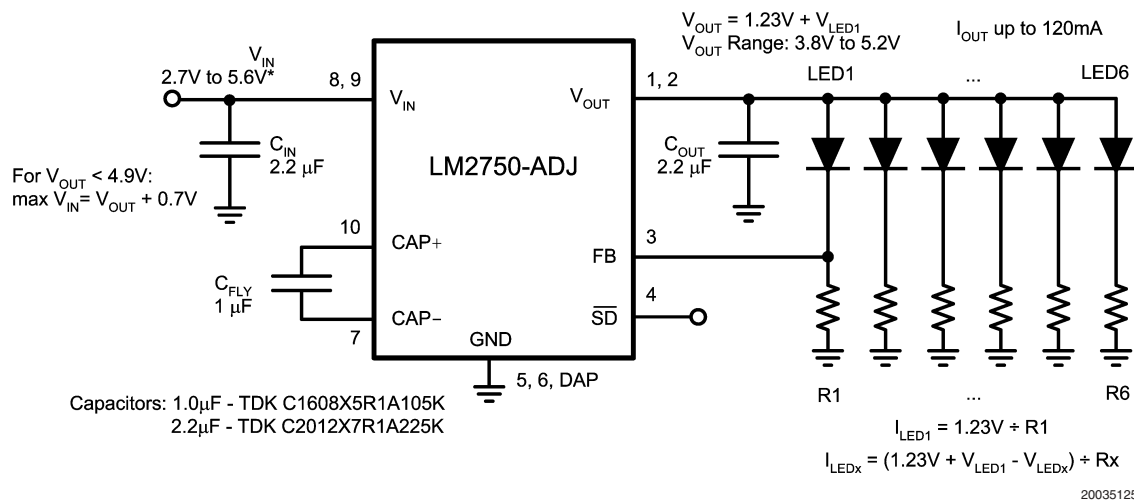 V_OUT = 1.23V + V_LED1
V_OUT Range: 3.8V to 5.2V
I_OUT up to 120mA
V_IN
2.7V to 5.6V*
8, 9
1, 2
LED1
...
LED6
V_IN
V_OUT
C_IN
2.2 µF
LM2750-ADJ
C_OUT
2.2 µF
For V_OUT < 4.9V:
max V_IN= V_OUT + 0.7V
10
CAP+
3
FB
C_FLY
1 µF
4
SD
7
CAP−
GND
5, 6, DAP
R1
...
R6
Capacitors: 1.0µF - TDK C1608X5R1A105K
2.2µF - TDK C2012X7R1A225K
I_LED1 = 1.23V ÷ R1
I_LEDx = (1.23V + V_LED1 - V_LEDx) ÷ Rx
20035125